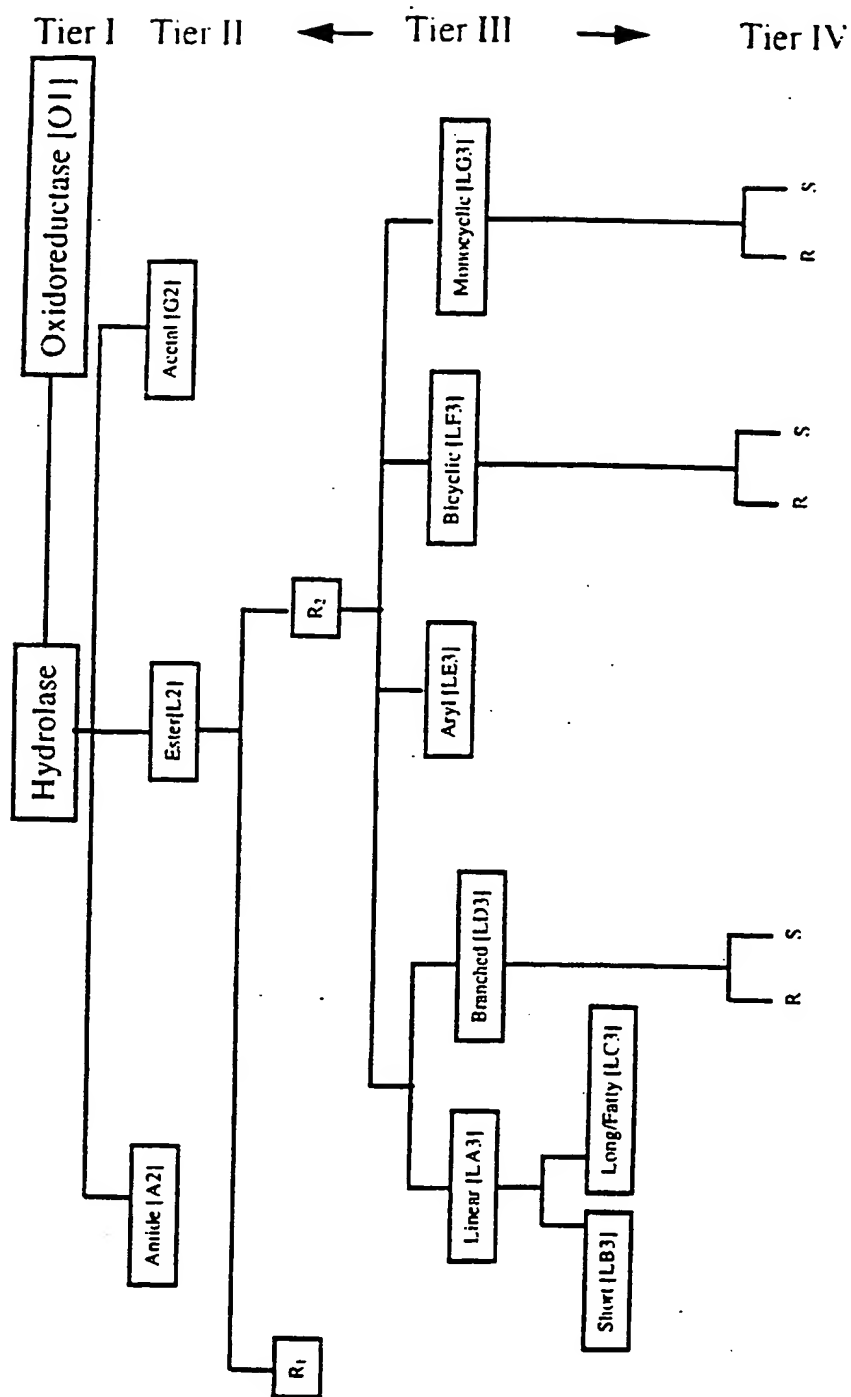 Tier I
Tier II
Tier III
Tier IV
Hydrolase
Oxidoreductase [O1]
Amide [A2]
Ester[L2]
Acetal [G2]
R1
R2
Linear [LA3]
Branched [LD3]
Aryl [LE3]
Bicyclic [LF3]
Monocyclic [LG3]
Short [LB3]
Long/Fatty [LC3]
R
S
R
S
R
S